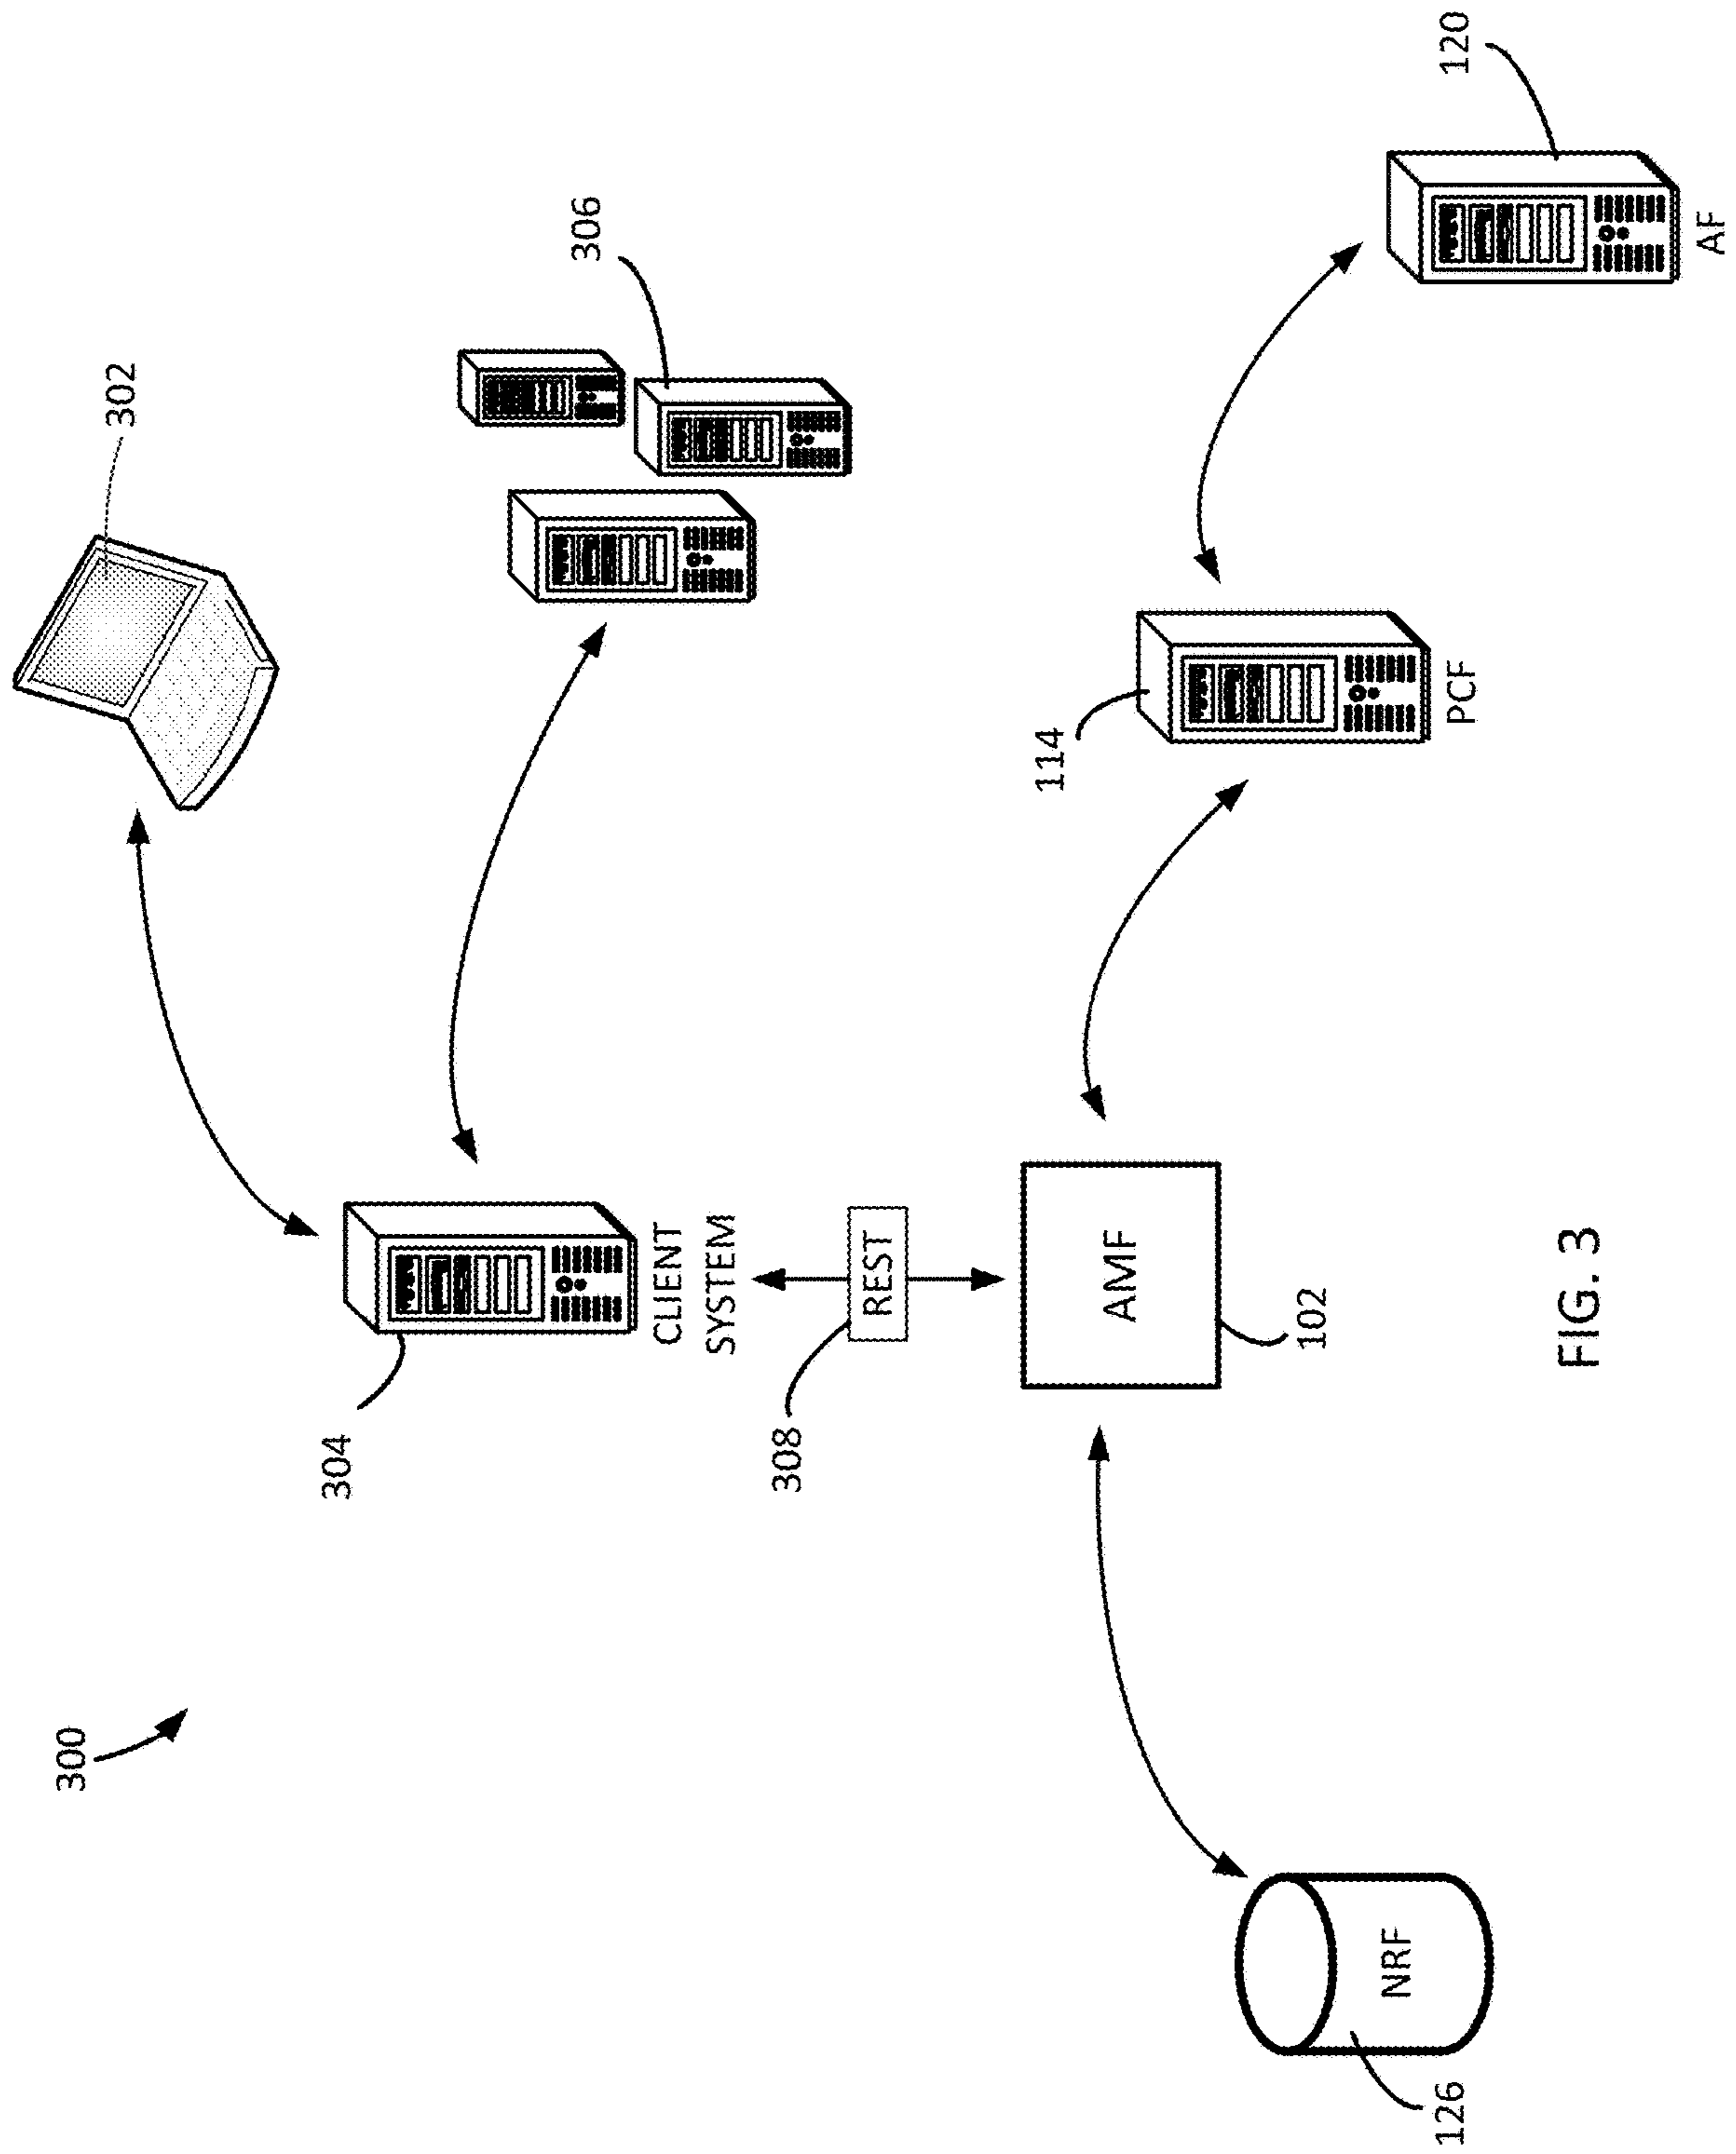 300
302
304
CLIENT
SYSTEM
306
308
REST
AMF
102
114
PCF
120
AF
NRF
126
FIG. 3